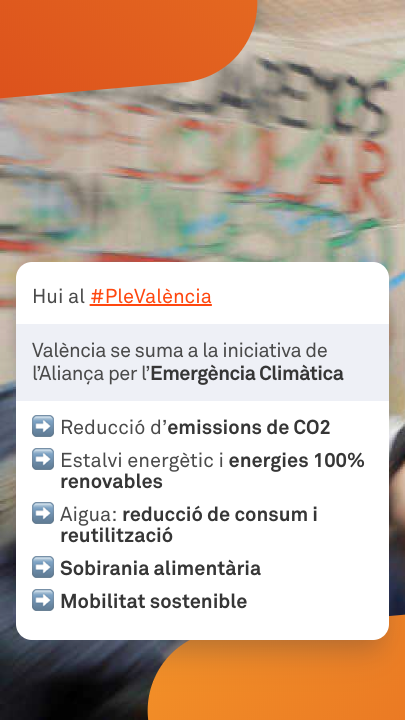 Hui al #PleValència
València se suma a la iniciativa de
l'Aliança per l'Emergència Climàtica
➡️ Reducció d'emissions de CO2
➡️ Estalvi energètic i energies 100%
renovables
➡️ Aigua: reducció de consum i
reutilització
➡️ Sobirania alimentària
➡️ Mobilitat sostenible